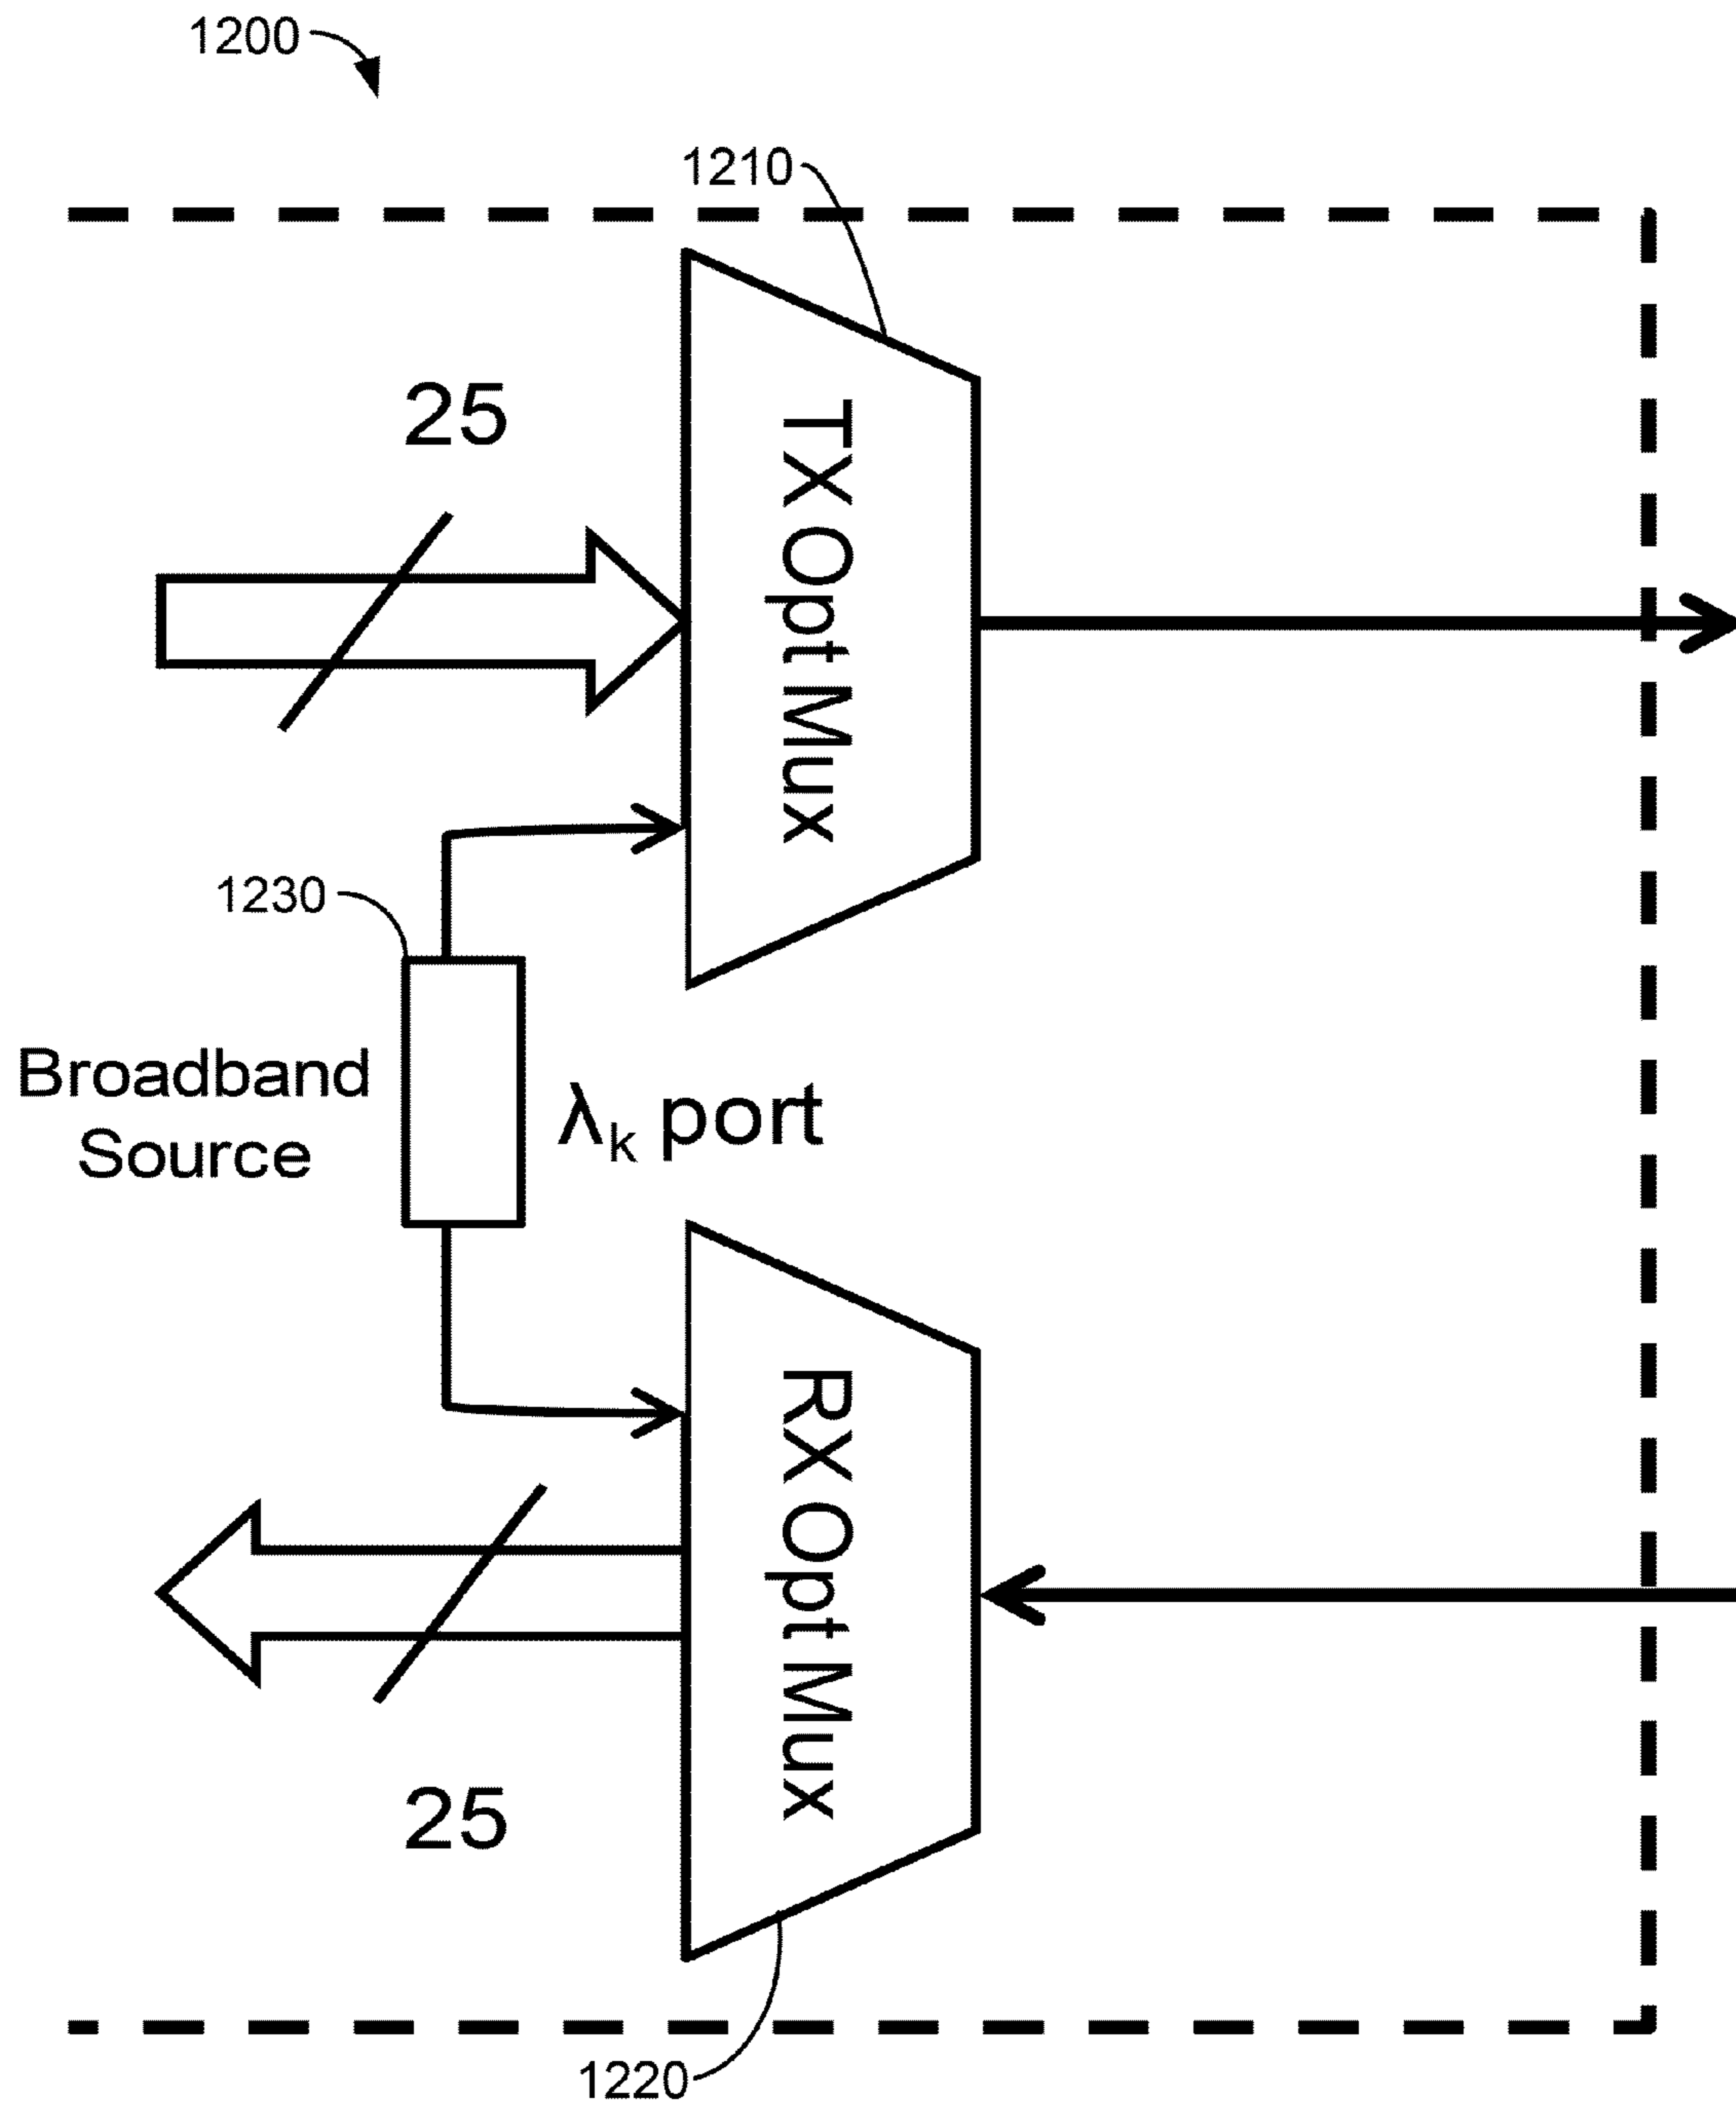 1200
1210
25
TX Opt Mux
1230
Broadband
Source
λk port
RX Opt Mux
25
1220